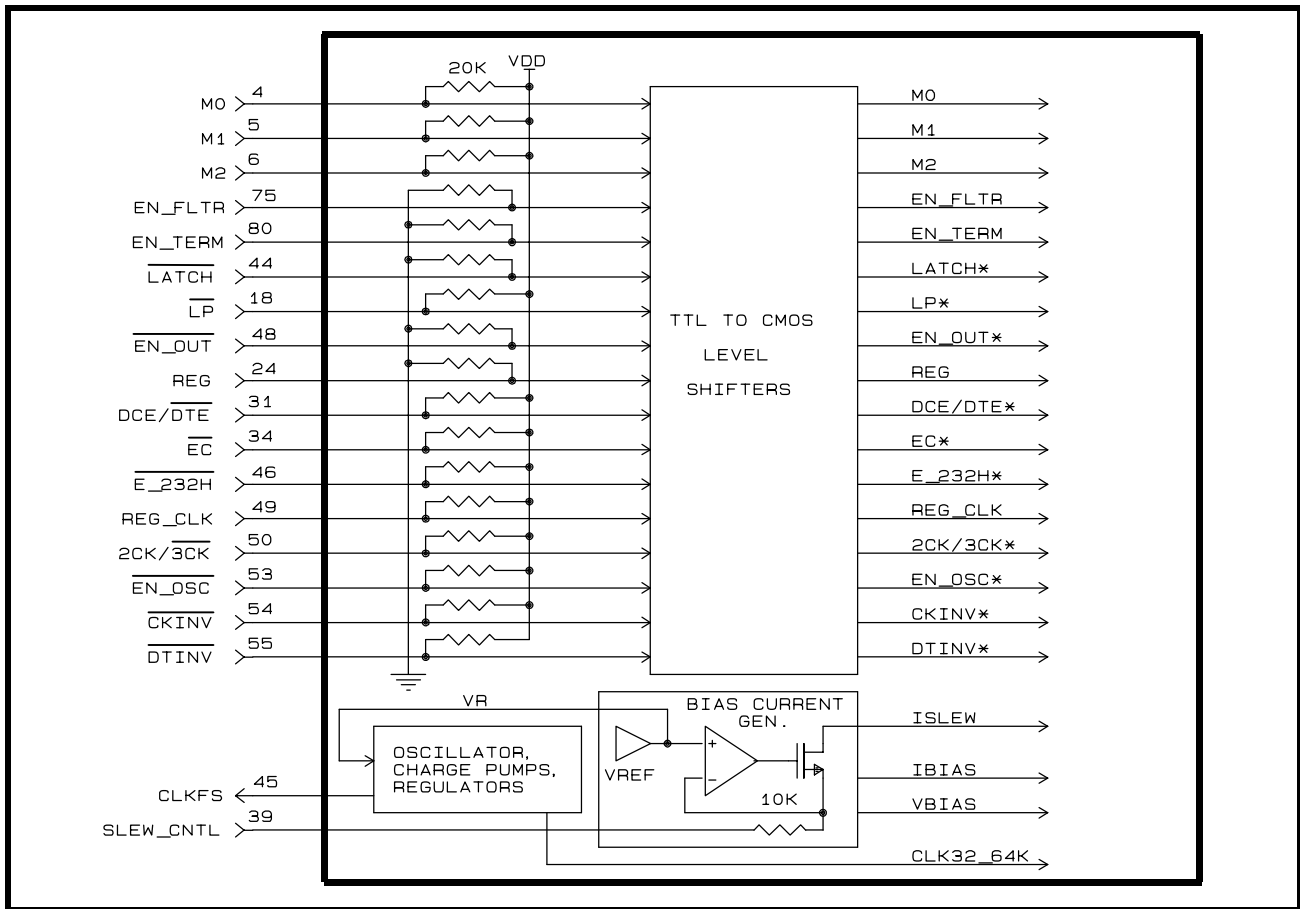 20K VDD
M0 4 M0
M1 5 M1
M2 6 M2
EN_FLTR 75 EN_FLTR
EN_TERM 80 EN_TERM
LATCH 44 LATCH*
LP 18 LP*
TTL TO CMOS
EN_OUT 48 EN_OUT*
LEVEL
REG 24 REG
SHIFTERS
DCE/DTE 31 DCE/DTE*
EC 34 EC*
E_232H 46 E_232H*
REG_CLK 49 REG_CLK
2CK/3CK 50 2CK/3CK*
EN_OSC 53 EN_OSC*
CKINV 54 CKINV*
DTINV 55 DTINV*
VR
BIAS CURRENT
GEN.
ISLEW
OSCILLATOR,
CHARGE PUMPS,
REGULATORS
+
−
VREF
IBIAS
10K
VBIAS
CLKFS 45
SLEW_CNTL 39
CLK32_64K